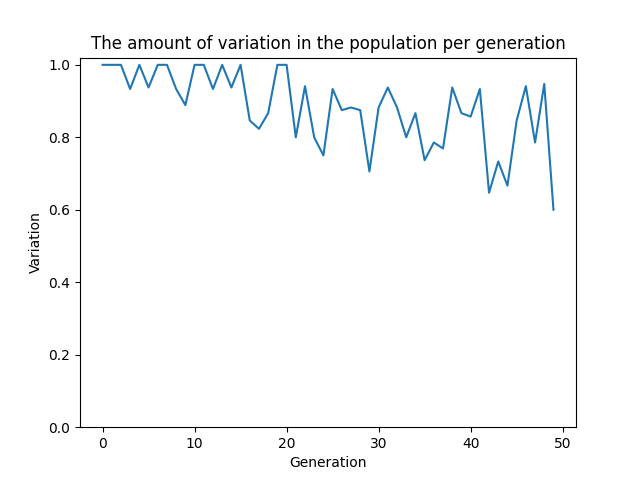 The amount of variation in the population per generation
1.0
0.8
0.6
0.4
0.2
0.0
Variation
0 10 20 30 40 50
Generation